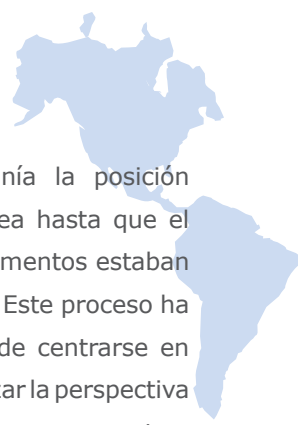 nía la posición
ea hasta que el
mentos estaban
Este proceso ha
de centrarse en
tar la perspectiva